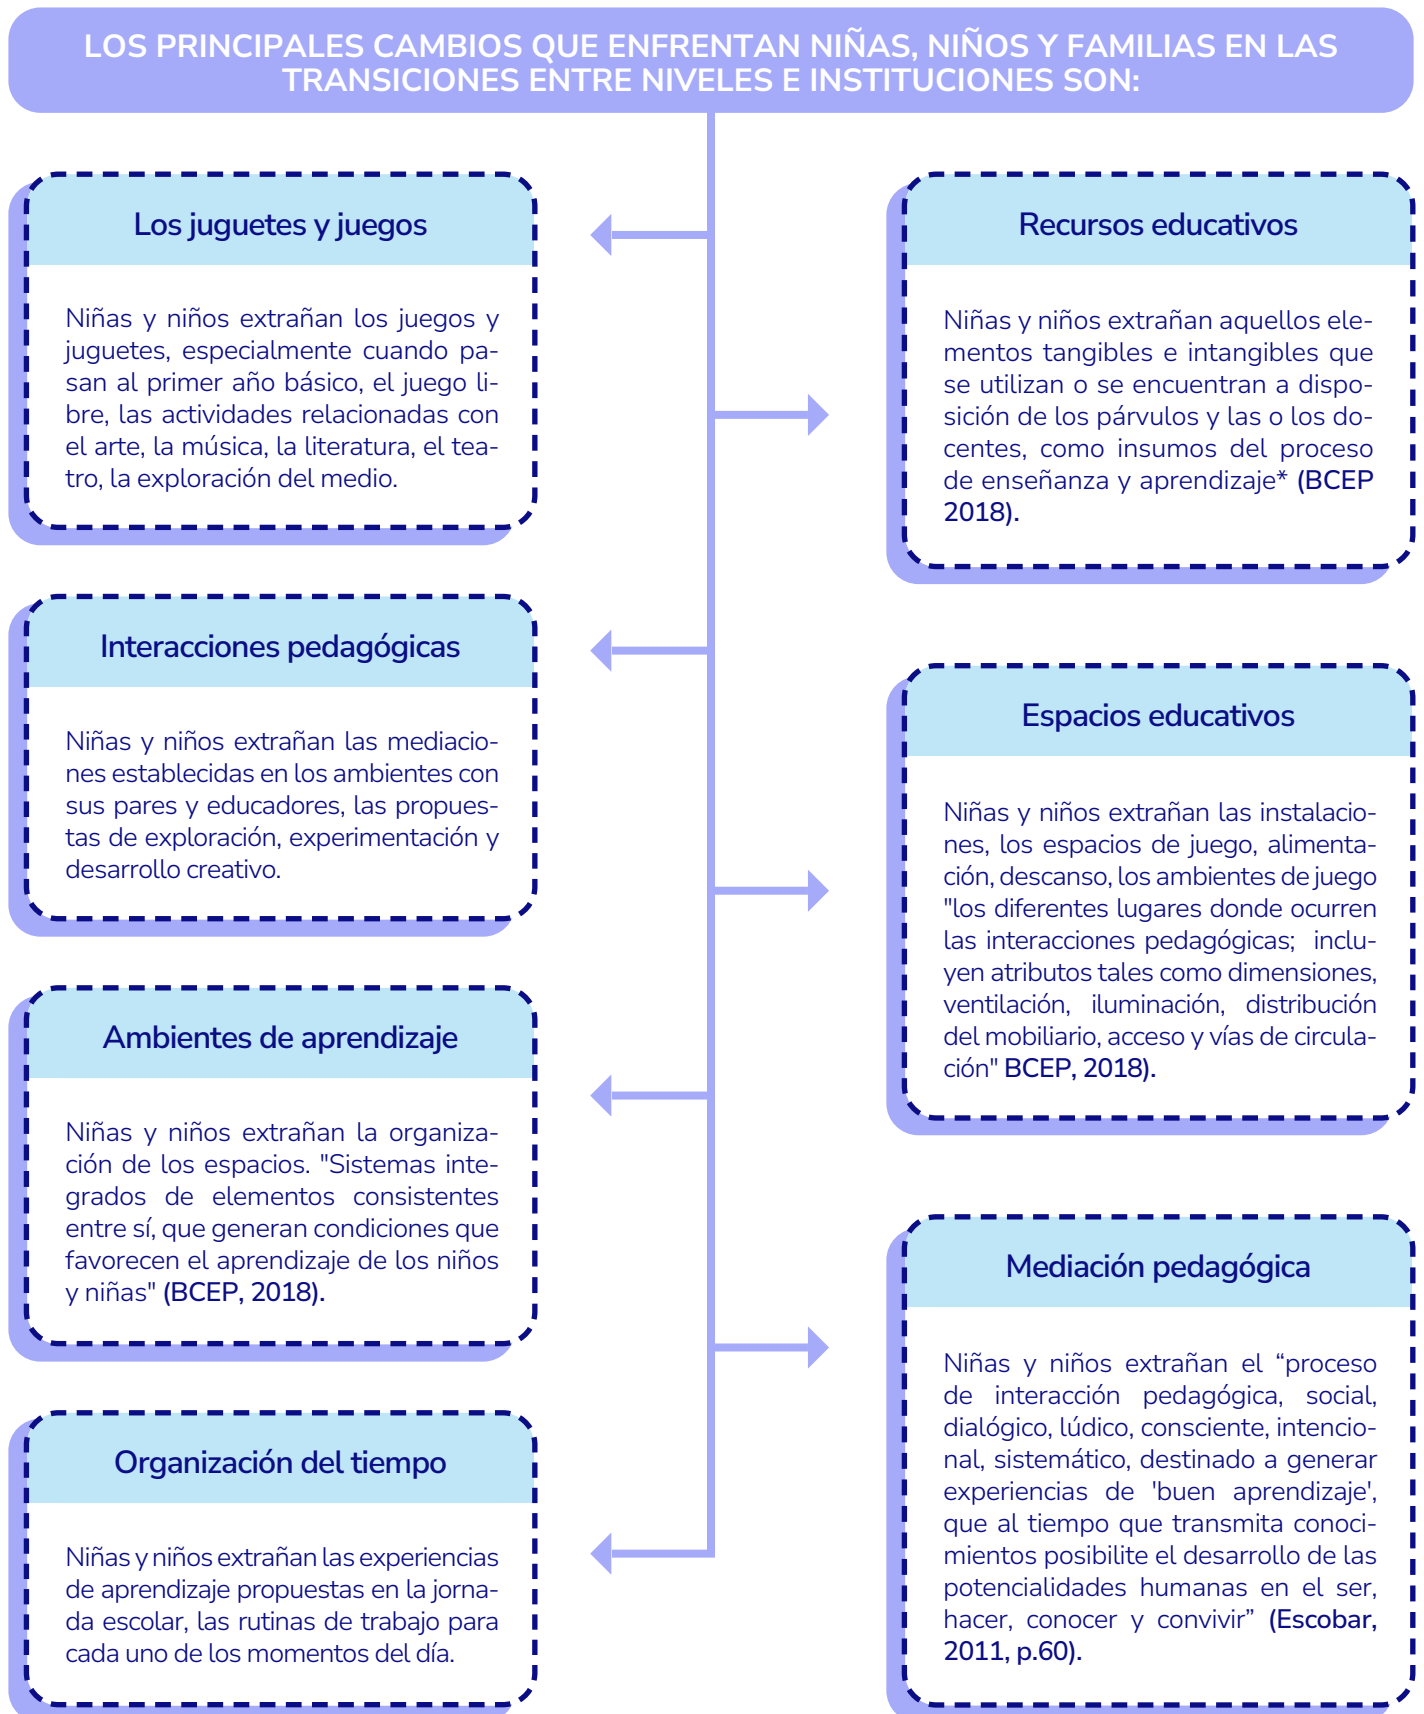 LOS PRINCIPALES CAMBIOS QUE ENFRENTAN NIÑAS, NIÑOS Y FAMILIAS EN LAS
TRANSICIONES ENTRE NIVELES E INSTITUCIONES SON:
Los juguetes y juegos
Niñas y niños extrañan los juegos y
juguetes, especialmente cuando pa-
san al primer año básico, el juego li-
bre, las actividades relacionadas con
el arte, la música, la literatura, el tea-
tro, la exploración del medio.
Recursos educativos
Niñas y niños extrañan aquellos ele-
mentos tangibles e intangibles que
se utilizan o se encuentran a dispo-
sición de los párvulos y las o los do-
centes, como insumos del proceso
de enseñanza y aprendizaje* (BCEP
2018).
Interacciones pedagógicas
Niñas y niños extrañan las mediacio-
nes establecidas en los ambientes con
sus pares y educadores, las propues-
tas de exploración, experimentación y
desarrollo creativo.
Espacios educativos
Niñas y niños extrañan las instalacio-
nes, los espacios de juego, alimenta-
ción, descanso, los ambientes de juego
"los diferentes lugares donde ocurren
las interacciones pedagógicas; inclu-
yen atributos tales como dimensiones,
ventilación, iluminación, distribución
del mobiliario, acceso y vías de circula-
ción" BCEP, 2018).
Ambientes de aprendizaje
Niñas y niños extrañan la organiza-
ción de los espacios. "Sistemas inte-
grados de elementos consistentes
entre sí, que generan condiciones que
favorecen el aprendizaje de los niños
y niñas" (BCEP, 2018).
Mediación pedagógica
Niñas y niños extrañan el “proceso
de interacción pedagógica, social,
dialógico, lúdico, consciente, intencio-
nal, sistemático, destinado a generar
experiencias de 'buen aprendizaje',
que al tiempo que transmita conoci-
mientos posibilite el desarrollo de las
potencialidades humanas en el ser,
hacer, conocer y convivir” (Escobar,
2011, p.60).
Organización del tiempo
Niñas y niños extrañan las experiencias
de aprendizaje propuestas en la jorna-
da escolar, las rutinas de trabajo para
cada uno de los momentos del día.